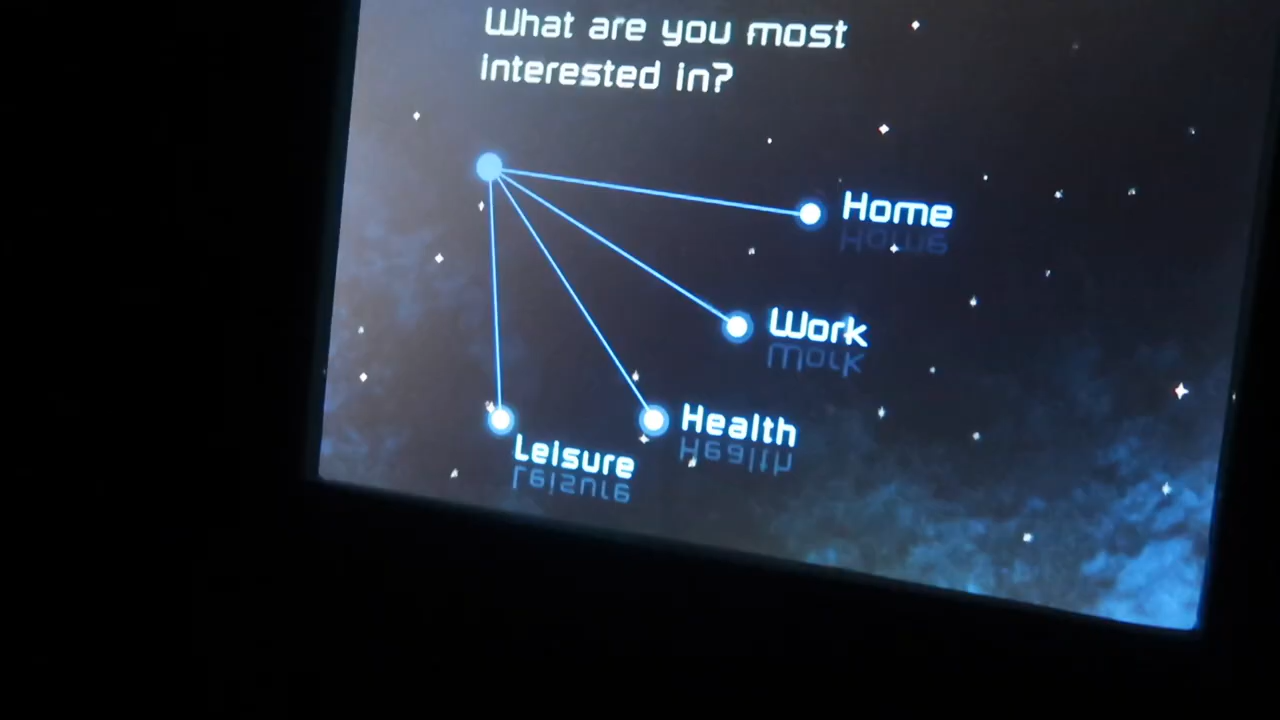 What are you most
interested in?
Home
Work
Health
Leisure